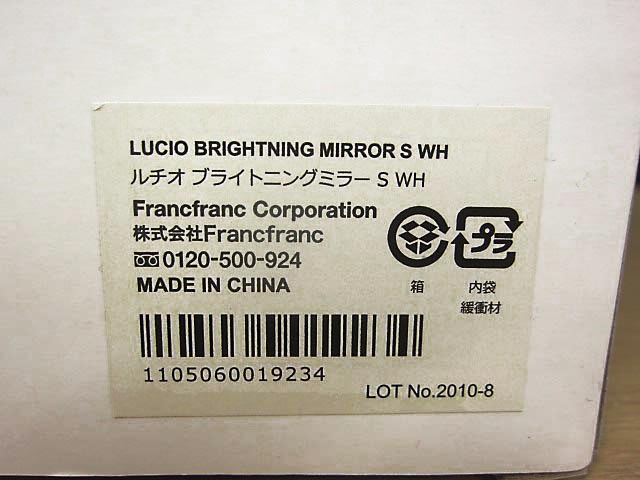 LUCIO BRIGHTNING MIRROR S WH
ルチオ ブライトニングミラー S WH
Francfranc Corporation
株式会社Francfranc
0120-500-924
MADE IN CHINA
プラ
箱
内袋
緩衝材
1105060019234
LOT No.2010-8